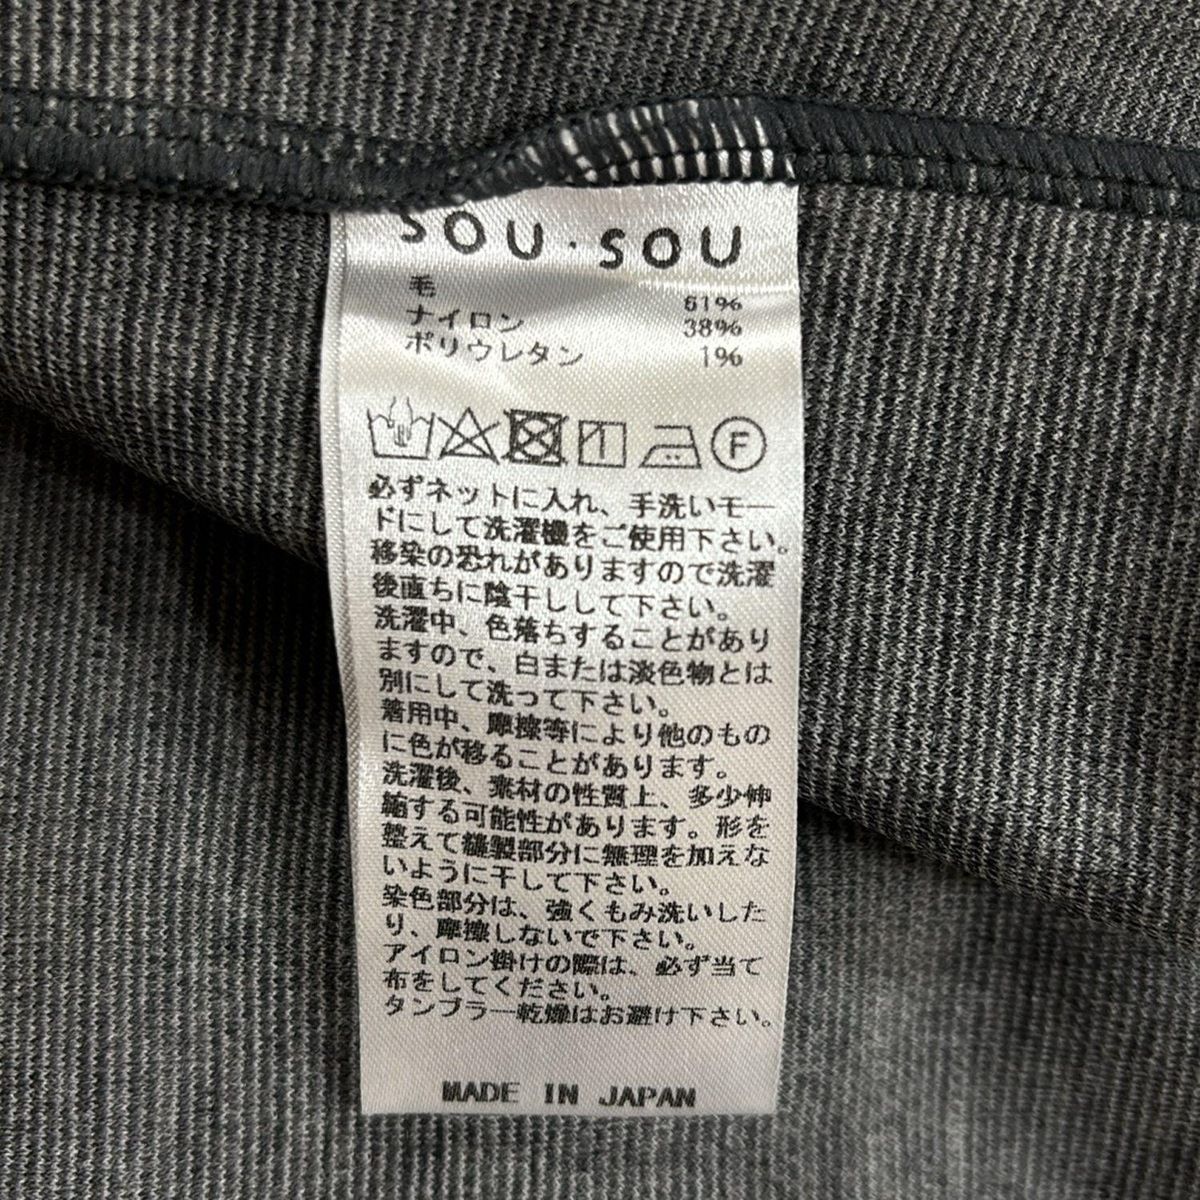 SOU・SOU
毛 61%
ナイロン 38%
ポリウレタン 1%
F
必ずネットに入れ、手洗いモー
ドにして洗濯機をご使用下さい。
移染の恐れがありますので洗濯
後直ちに陰干しして下さい。
洗濯中、色落ちすることがあり
ますので、白または淡色物とは
別にして洗って下さい。
着用中、摩擦等により他のもの
に色が移ることがあります。
洗濯後、素材の性質上、多少伸
縮する可能性があります。形を
整えて縫製部分に無理を加えな
いように干して下さい。
染色部分は、強くもみ洗いした
り、摩擦しないで下さい。
アイロン掛けの際は、必ず当て
布をしてください。
タンブラー乾燥はお避け下さい。
MADE IN JAPAN